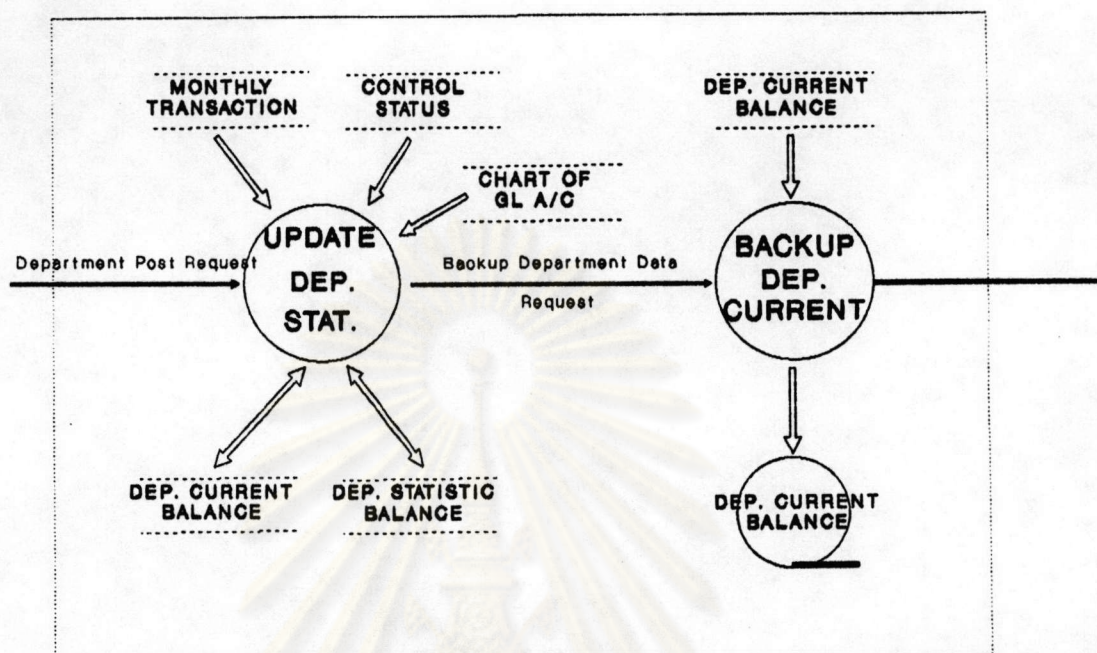 MONTHLY
TRANSACTION
CONTROL
STATUS
DEP. CURRENT
BALANCE
CHART OF
GL A/C
Department Post Request
UPDATE
DEP.
STAT.
Backup Department Data
Request
BACKUP
DEP.
CURRENT
DEP. CURRENT
BALANCE
DEP. STATISTIC
BALANCE
DEP. CURRENT
BALANCE